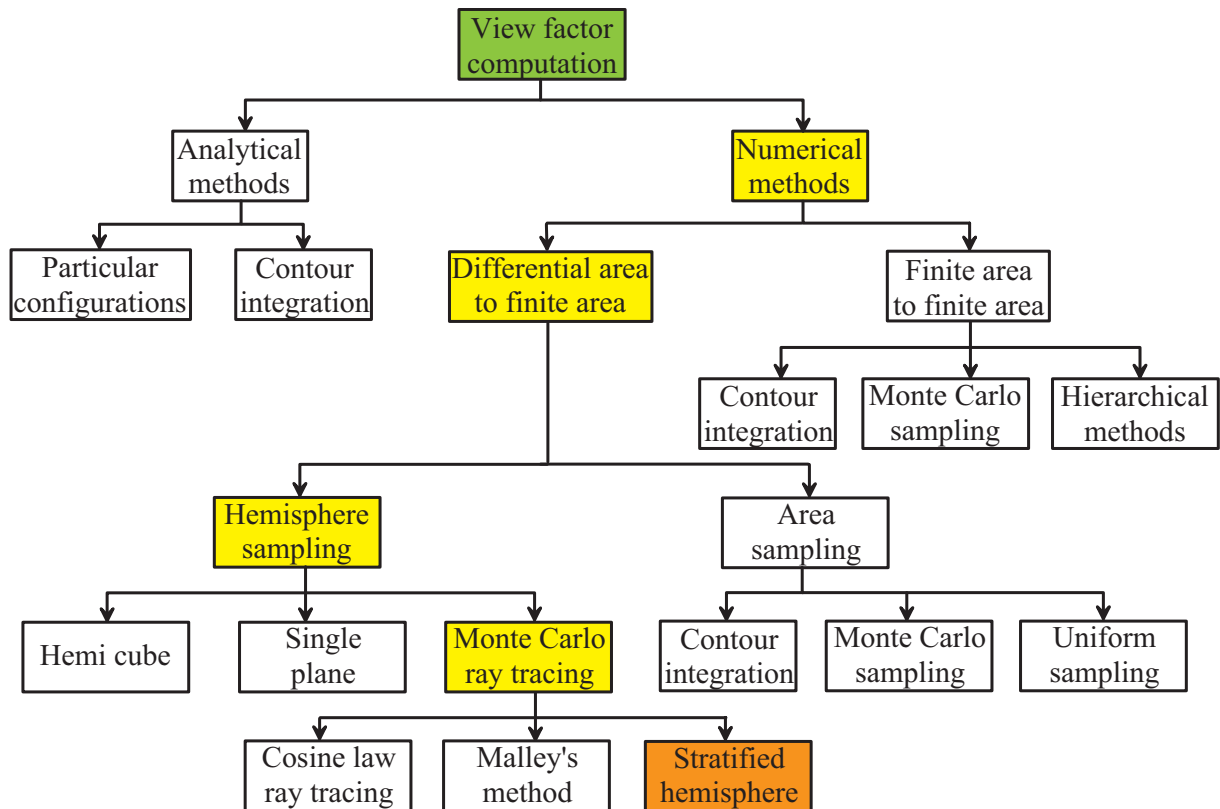 View factor
computation
Analytical
methods
Numerical
methods
Particular
configurations
Contour
integration
Differential area
to finite area
Finite area
to finite area
Contour
integration
Monte Carlo
sampling
Hierarchical
methods
Hemisphere
sampling
Area
sampling
Hemi cube
Single
plane
Monte Carlo
ray tracing
Contour
integration
Monte Carlo
sampling
Uniform
sampling
Cosine law
ray tracing
Malley's
method
Stratified
hemisphere